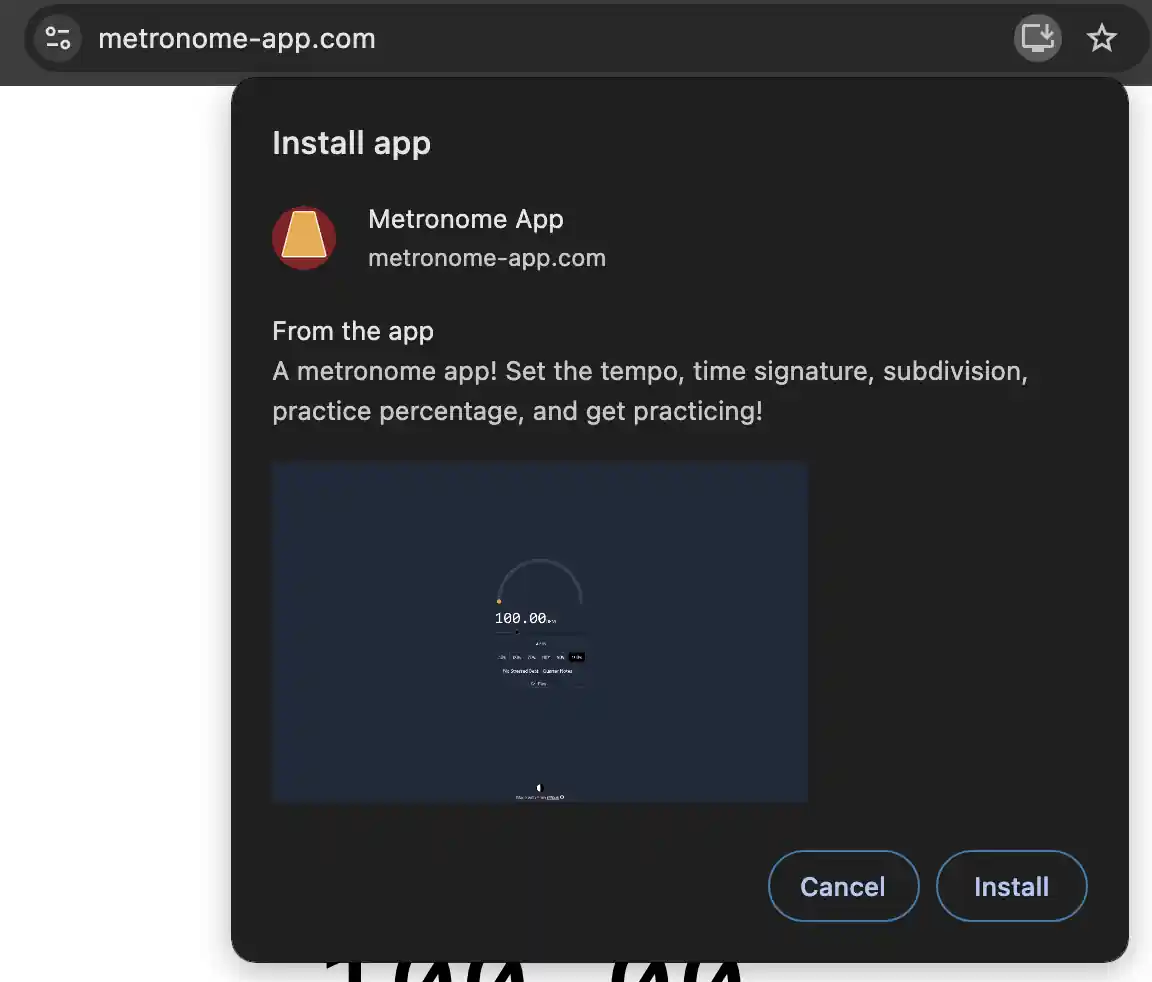 metronome-app.com
Install app
Metronome App
metronome-app.com
From the app
A metronome app! Set the tempo, time signature, subdivision,
practice percentage, and get practicing!
100.00
Cancel
Install